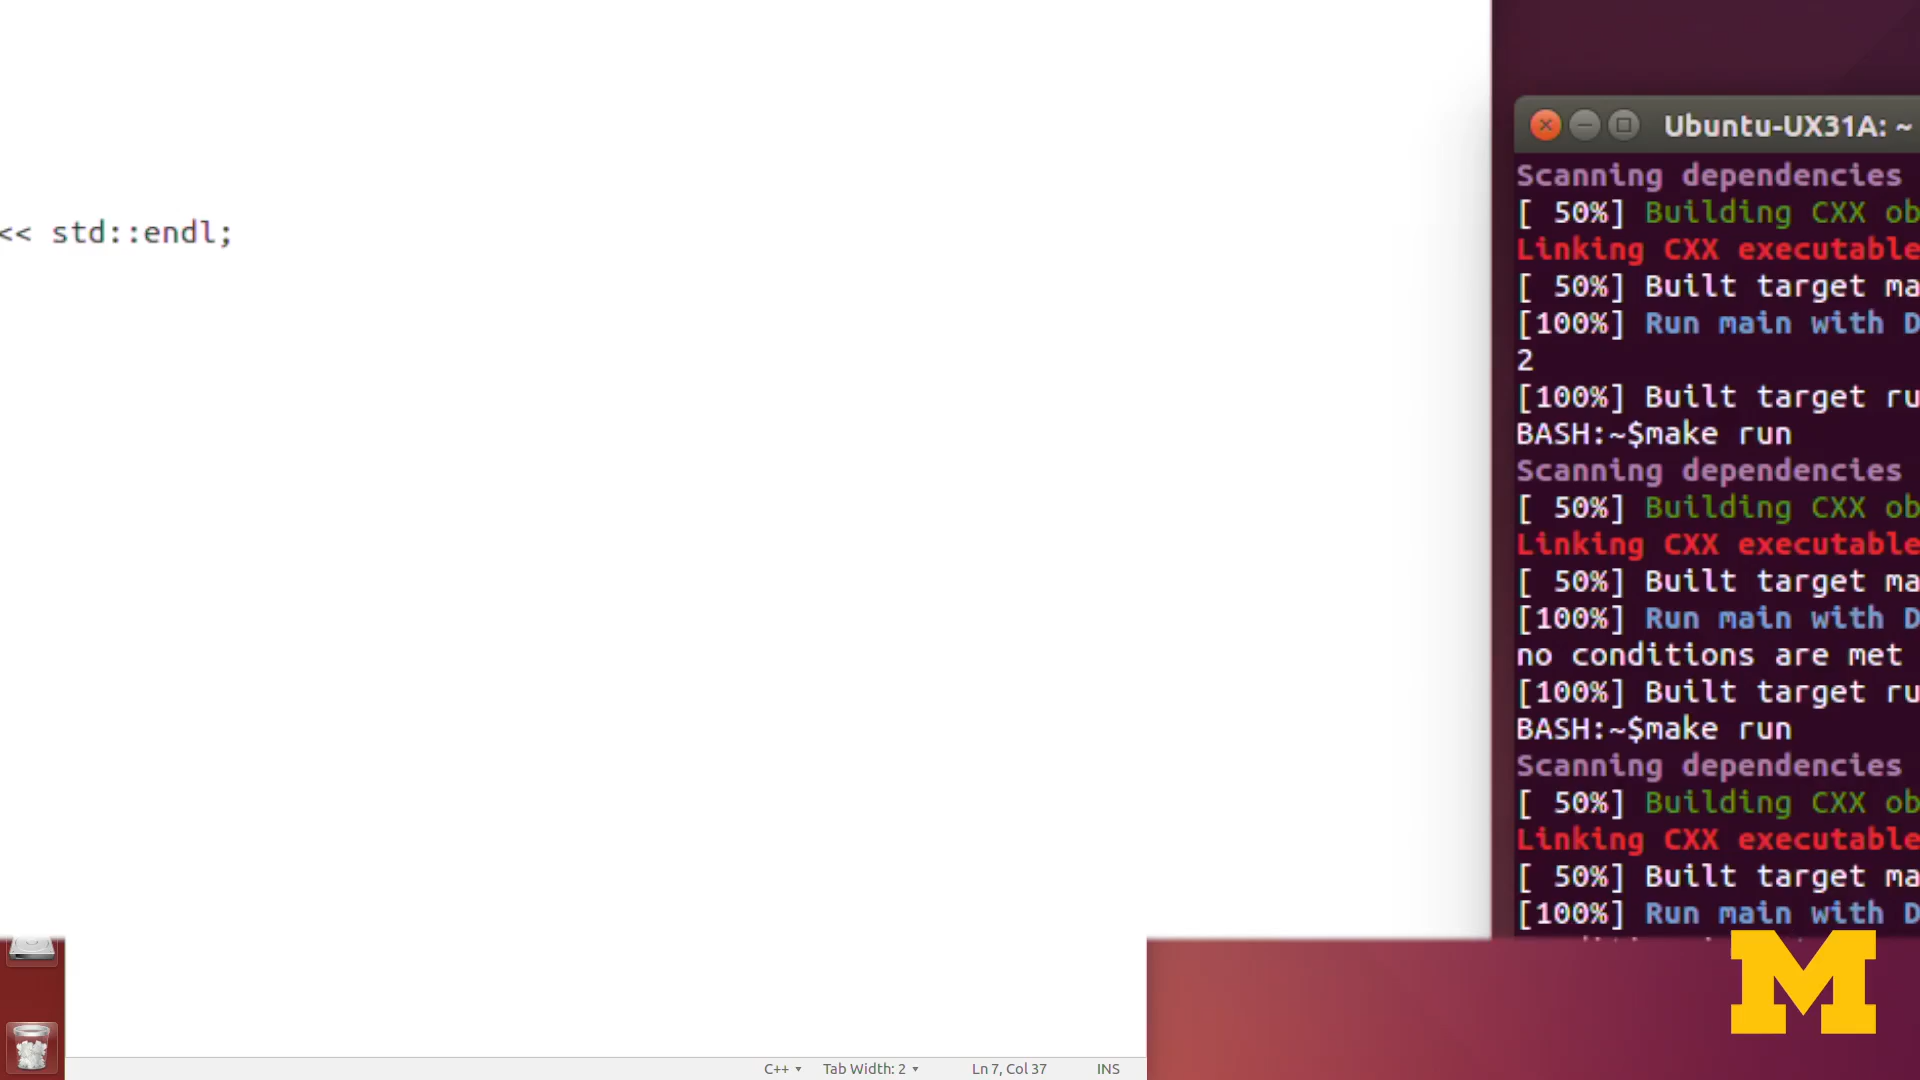 << std::endl;
Ubuntu-UX31A: ~
Scanning dependencies
[ 50%] Building CXX ob
Linking CXX executable
[ 50%] Built target ma
[100%] Run main with D
2
[100%] Built target ru
BASH:~$make run
Scanning dependencies
[ 50%] Building CXX ob
Linking CXX executable
[ 50%] Built target ma
[100%] Run main with D
no conditions are met
[100%] Built target ru
BASH:~$make run
Scanning dependencies
[ 50%] Building CXX ob
Linking CXX executable
[ 50%] Built target ma
[100%] Run main with D
M
C++ Tab Width: 2 Ln 7, Col 37 INS